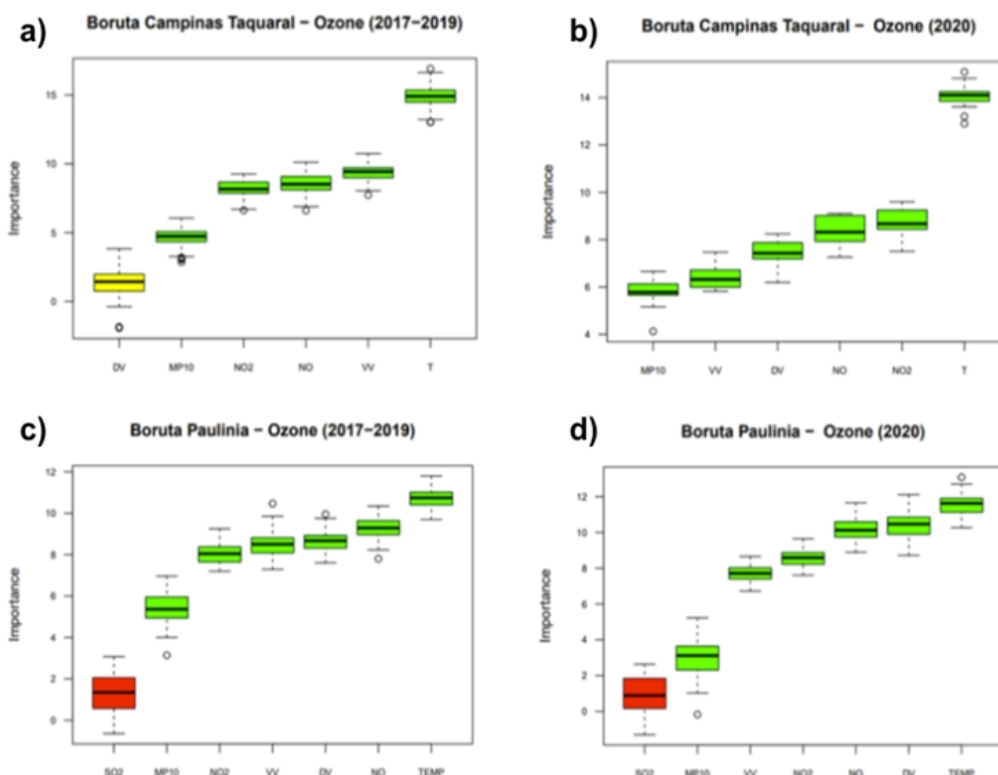 a)
Boruta Campinas Taquaral – Ozone (2017–2019)
Importance
15
10
5
0
DV MP10 NO2 NO VV T
b)
Boruta Campinas Taquaral – Ozone (2020)
Importance
14
12
10
8
6
4
MP10 VV DV NO NO2 T
c)
Boruta Paulinia – Ozone (2017–2019)
Importance
12
10
8
6
4
2
0
SO2 MP10 NO2 VV DV NO TEMP
d)
Boruta Paulinia – Ozone (2020)
Importance
12
10
8
6
4
2
0
SO2 MP10 VV NO2 NO DV TEMP